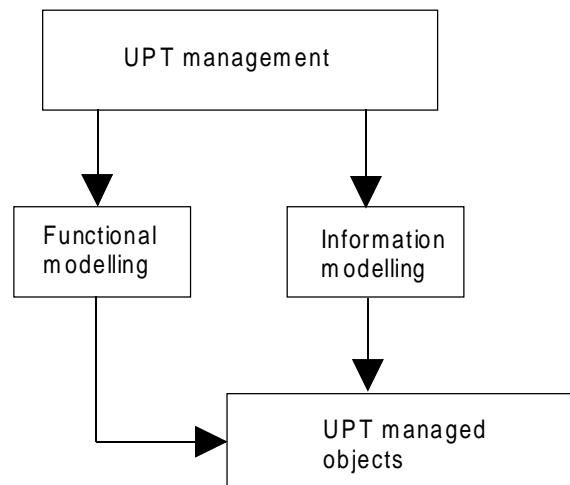 UPT management
Functional
modelling
Information
modelling
UPT managed
objects